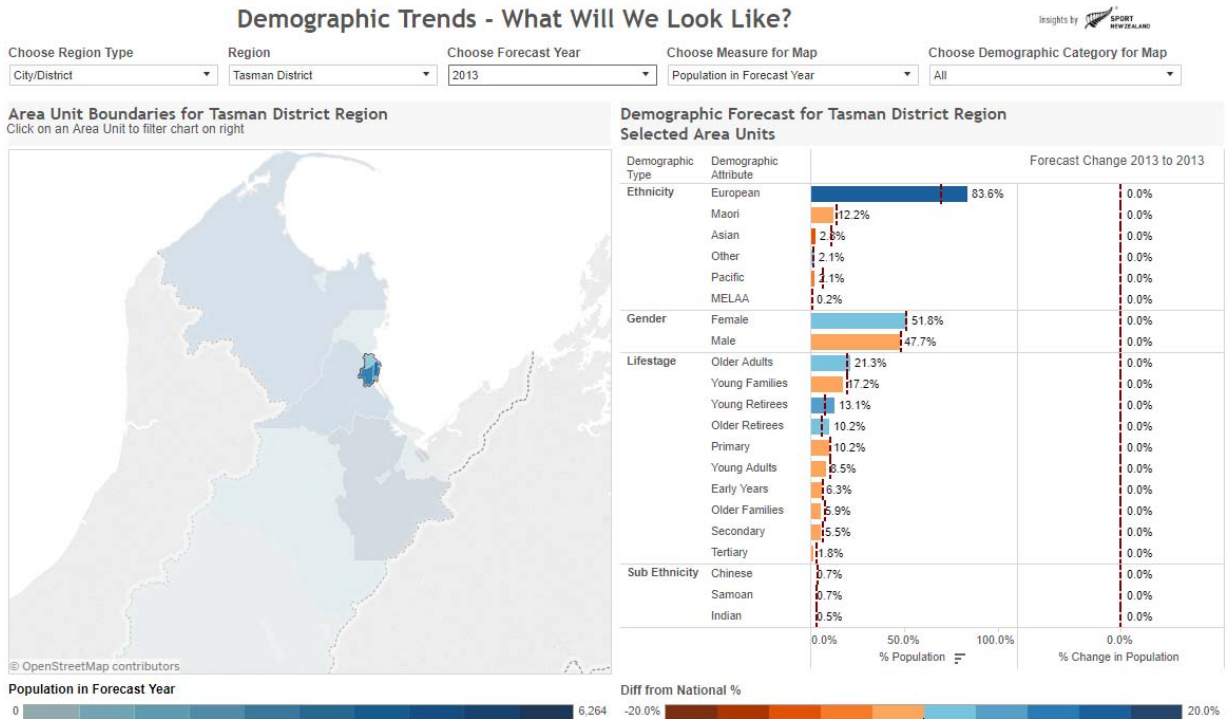 Demographic Trends - What Will We Look Like?
Insights by SPORT
NEW ZEALAND
Choose Region Type
Region
Choose Forecast Year
Choose Measure for Map
Choose Demographic Category for Map
City/District
Tasman District
2013
Population in Forecast Year
All
Area Unit Boundaries for Tasman District Region
Click on an Area Unit to filter chart on right
© OpenStreetMap contributors
Population in Forecast Year
0
6,264
Demographic Forecast for Tasman District Region
Selected Area Units
Demographic Type
Demographic Attribute
Forecast Change 2013 to 2013
Ethnicity European 83.6% 0.0%
Maori 12.2% 0.0%
Asian 2.8% 0.0%
Other 2.1% 0.0%
Pacific 2.1% 0.0%
MELAA 0.2% 0.0%
Gender Female 51.8% 0.0%
Male 47.7% 0.0%
Lifestage Older Adults 21.3% 0.0%
Young Families 17.2% 0.0%
Young Retirees 13.1% 0.0%
Older Retirees 10.2% 0.0%
Primary 10.2% 0.0%
Young Adults 8.5% 0.0%
Early Years 6.3% 0.0%
Older Families 5.9% 0.0%
Secondary 5.5% 0.0%
Tertiary 1.8% 0.0%
Sub Ethnicity Chinese 0.7% 0.0%
Samoan 0.7% 0.0%
Indian 0.5% 0.0%
0.0% 50.0% 100.0% 0.0%
% Population % Change in Population
Diff from National %
-20.0% 20.0%